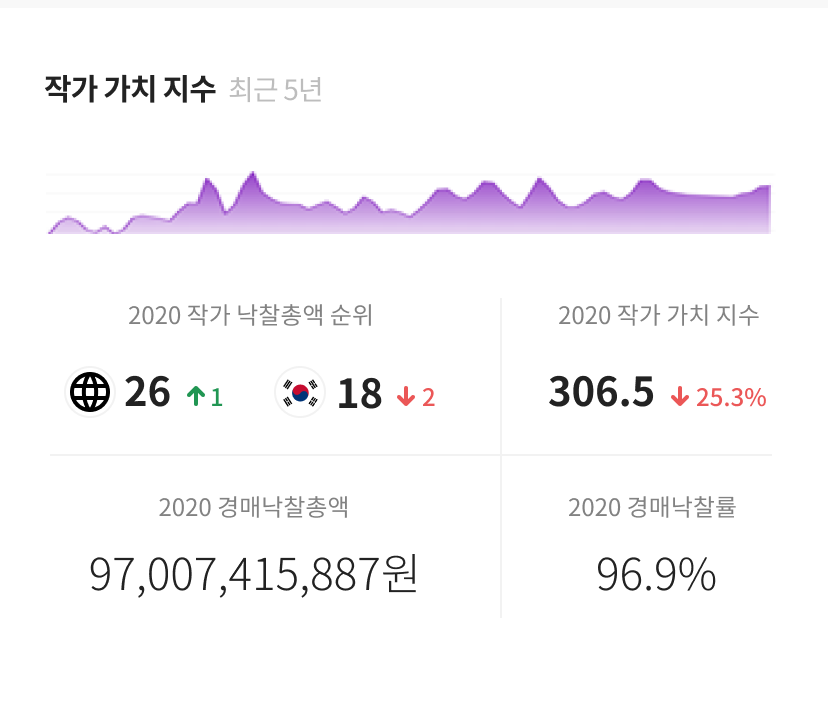 작가 가치 지수 최근 5년
2020 작가 낙찰총액 순위
26 ↑1 18 ↓2
2020 작가 가치 지수
306.5 ↓25.3%
2020 경매낙찰총액
97,007,415,887원
2020 경매낙찰률
96.9%